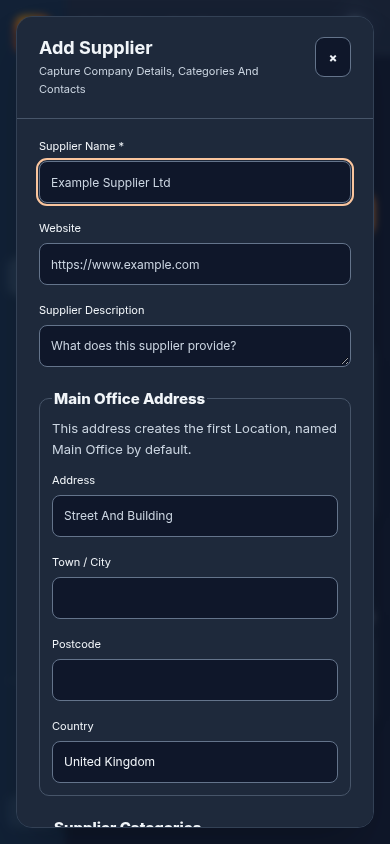 Add Supplier
Capture Company Details, Categories And
Contacts
×
Supplier Name *
Example Supplier Ltd
Website
https://www.example.com
Supplier Description
What does this supplier provide?
Main Office Address
This address creates the first Location, named
Main Office by default.
Address
Street And Building
Town / City
Postcode
Country
United Kingdom
Supplier Categories